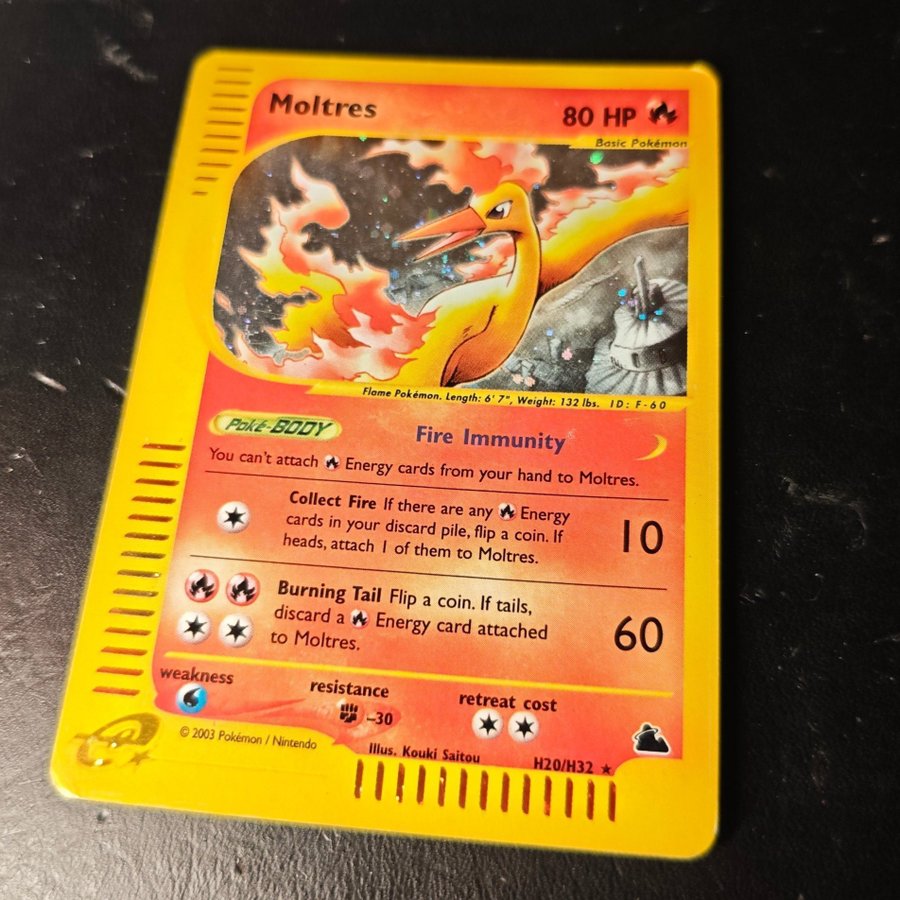 Moltres
80 HP
Basic Pokémon
Flame Pokémon. Length: 6' 7", Weight: 132 lbs. ID: F-60
Poké-BODY
Fire Immunity
You can't attach Energy cards from your hand to Moltres.
Collect Fire If there are any Energy
cards in your discard pile, flip a coin. If
heads, attach 1 of them to Moltres.
10
Burning Tail Flip a coin. If tails,
discard a Energy card attached
to Moltres.
60
weakness
resistance
-30
retreat cost
© 2003 Pokémon / Nintendo
Illus. Kouki Saitou
H20/H32